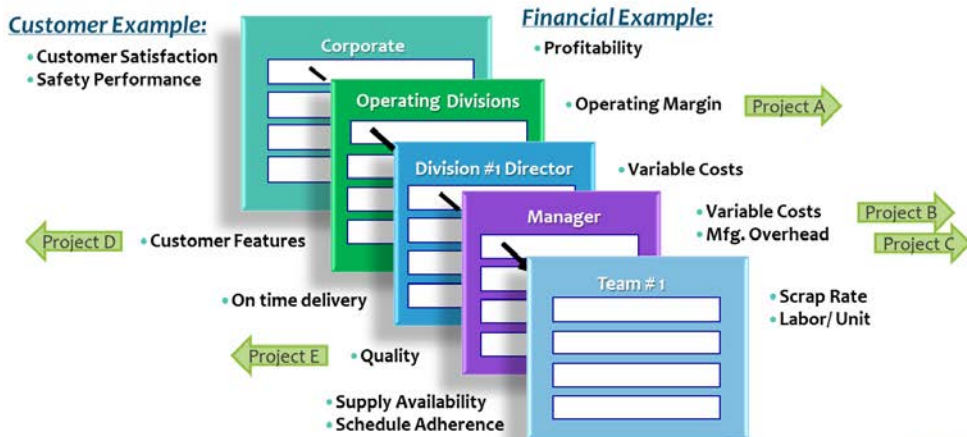 Customer Example:
• Customer Satisfaction
• Safety Performance
Financial Example:
• Profitability
Corporate
Operating Divisions
• Operating Margin
Project A
Division #1 Director
• Variable Costs
Manager
• Variable Costs
• Mfg. Overhead
Project B
Project C
Project D
• Customer Features
Team # 1
• On time delivery
• Scrap Rate
• Labor/ Unit
Project E
• Quality
• Supply Availability
• Schedule Adherence